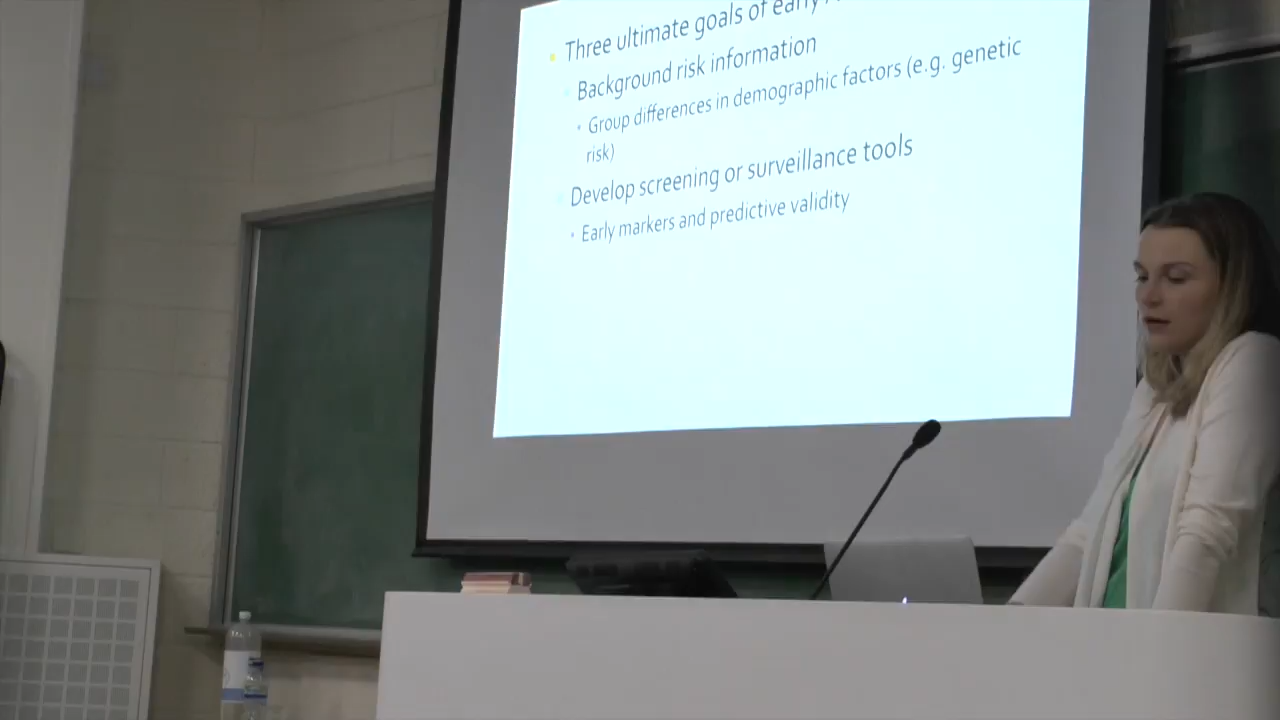 Three ultimate goals of early
Background risk information
Group differences in demographic factors (e.g. genetic
risk)
Develop screening or surveillance tools
Early markers and predictive validity